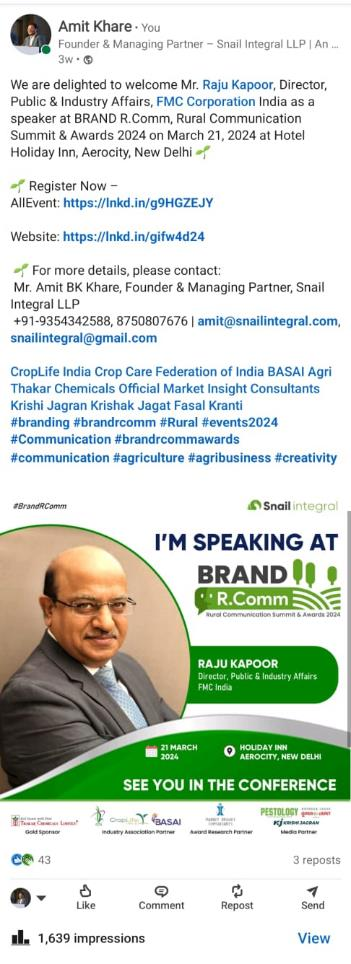 Amit Khare · You
Founder & Managing Partner – Snail Integral LLP | An ...
3w ·
We are delighted to welcome Mr. Raju Kapoor, Director,
Public & Industry Affairs, FMC Corporation India as a
speaker at BRAND R.Comm, Rural Communication
Summit & Awards 2024 on March 21, 2024 at Hotel
Holiday Inn, Aerocity, New Delhi 🌱
🌱 Register Now –
AllEvent: https://lnkd.in/g9HGZEJY
Website: https://lnkd.in/gifw4d24
🌱 For more details, please contact:
Mr. Amit BK Khare, Founder & Managing Partner, Snail
Integral LLP
+91-9354342588, 8750807676 | amit@snailintegral.com,
snailintegral@gmail.com
CropLife India Crop Care Federation of India BASAI Agri
Thakar Chemicals Official Market Insight Consultants
Krishi Jagran Krishak Jagat Fasal Kranti
#branding #brandrcomm #Rural #events2024
#Communication #brandrcommawards
#communication #agriculture #agribusiness #creativity
#BrandRComm
Snail integral
I'M SPEAKING AT
BRAND
R.Comm
Rural Communication Summit & Awards 2024
RAJU KAPOOR
Director, Public & Industry Affairs
FMC India
21 MARCH
2024
HOLIDAY INN
AEROCITY, NEW DELHI
SEE YOU IN THE CONFERENCE
THAKAR CHEMICALS LIMITED
CropLife
BASAI
PESTOLOGY
KRISHI JAGRAN
Gold Sponsor
Industry Association Partner
Award Research Partner
Media Partner
43
3 reposts
Like
Comment
Repost
Send
1,639 impressions
View